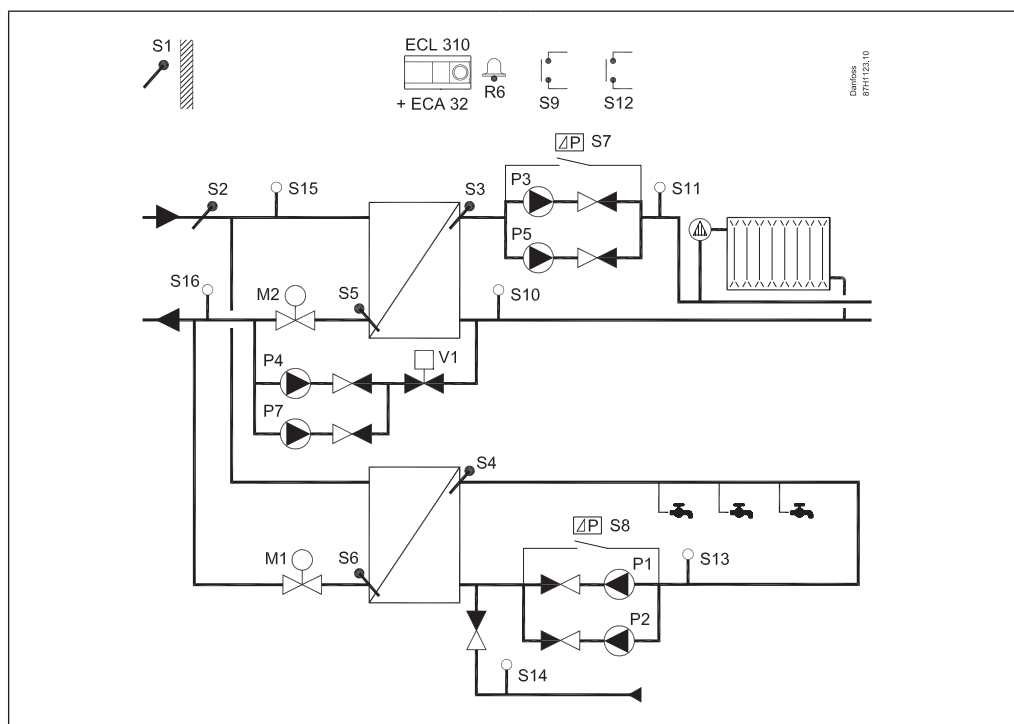 S1
ECL 310
+ ECA 32
R6
S9
S12
Danfoss
87H1123.10
S2
S15
S3
P3
P5
⊿P S7
S11
S16
M2
S5
S10
P4
V1
P7
S4
M1
S6
⊿P S8
P1
S13
P2
S14